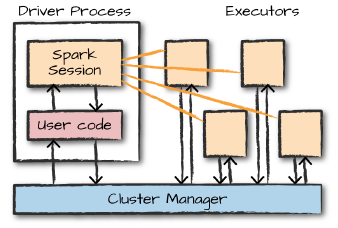 Driver Process
Executors
Spark
Session
User code
Cluster Manager